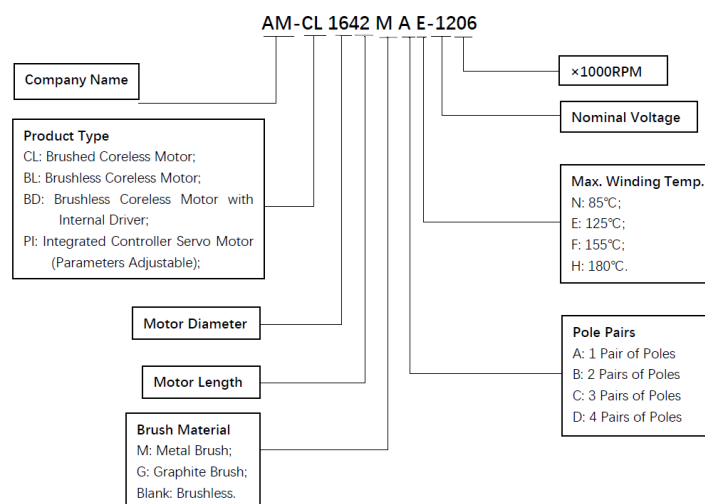 AM-CL 1642 M A E-1206
Company Name
Product Type
CL: Brushed Coreless Motor;
BL: Brushless Coreless Motor;
BD: Brushless Coreless Motor with
Internal Driver;
PI: Integrated Controller Servo Motor
(Parameters Adjustable);
Motor Diameter
Motor Length
Brush Material
M: Metal Brush;
G: Graphite Brush;
Blank: Brushless.
×1000RPM
Nominal Voltage
Max. Winding Temp.
N: 85℃;
E: 125℃;
F: 155℃;
H: 180℃.
Pole Pairs
A: 1 Pair of Poles
B: 2 Pairs of Poles
C: 3 Pairs of Poles
D: 4 Pairs of Poles